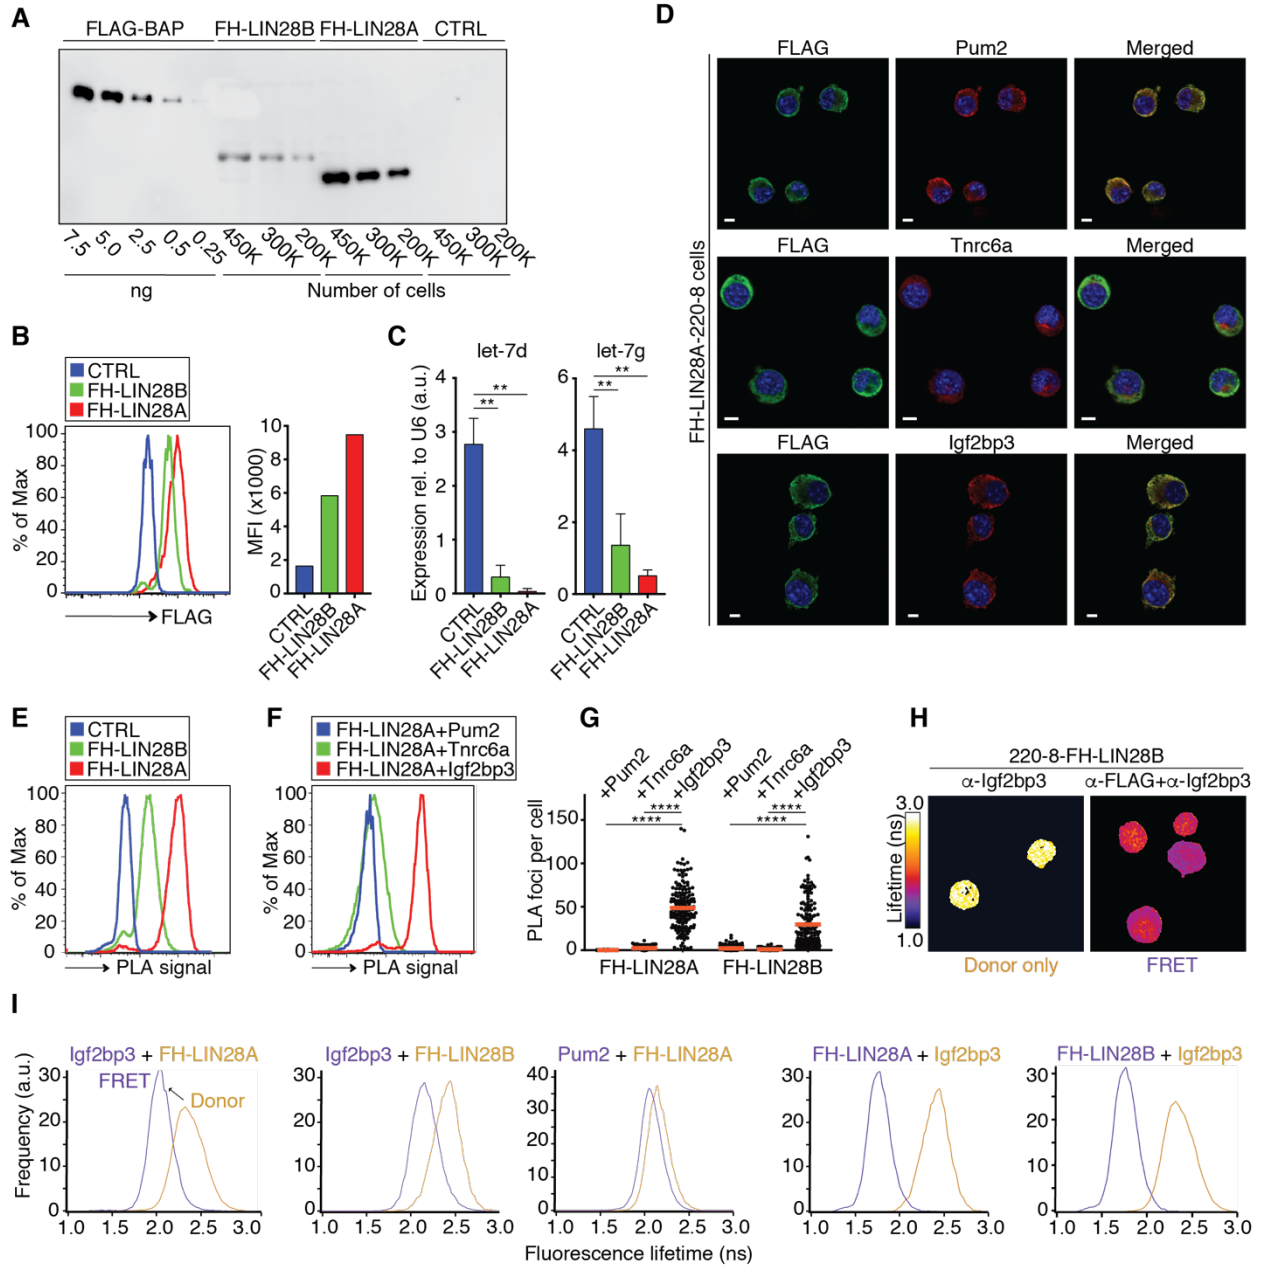 A
FLAG-BAP FH-LIN28B FH-LIN28A CTRL
7.5 5.0 2.5 0.5 0.25 450K 300K 200K 450K 300K 200K 450K 300K 200K
ng Number of cells
B
CTRL
FH-LIN28B
FH-LIN28A
% of Max
100
80
60
40
20
0
FLAG
MFI (x1000)
10
8
6
4
2
0
CTRL
FH-LIN28B
FH-LIN28A
C
let-7d let-7g
Expression rel. to U6 (a.u.)
4
3
2
1
0
**
**
CTRL
FH-LIN28B
FH-LIN28A
6
4
2
0
**
**
CTRL
FH-LIN28B
FH-LIN28A
D
FH-LIN28A-220-8 cells
FLAG Pum2 Merged
FLAG Tnrc6a Merged
FLAG Igf2bp3 Merged
E
CTRL
FH-LIN28B
FH-LIN28A
% of Max
100
80
60
40
20
0
PLA signal
F
FH-LIN28A+Pum2
FH-LIN28A+Tnrc6a
FH-LIN28A+Igf2bp3
% of Max
100
80
60
40
20
0
PLA signal
G
+Pum2 +Tnrc6a +Igf2bp3 +Pum2 +Tnrc6a +Igf2bp3
**** ****
**** ****
PLA foci per cell
150
100
50
0
FH-LIN28A FH-LIN28B
H
220-8-FH-LIN28B
α-Igf2bp3 α-FLAG+α-Igf2bp3
3.0
Lifetime (ns)
1.0
Donor only FRET
I
Frequency (a.u.)
Igf2bp3 + FH-LIN28A
FRET
Donor
30
20
10
0
1.0 1.5 2.0 2.5 3.0
Igf2bp3 + FH-LIN28B
30
20
10
0
1.0 1.5 2.0 2.5 3.0
Pum2 + FH-LIN28A
40
30
20
10
0
1.0 1.5 2.0 2.5 3.0
FH-LIN28A + Igf2bp3
30
20
10
0
1.0 1.5 2.0 2.5 3.0
FH-LIN28B + Igf2bp3
30
20
10
0
1.0 1.5 2.0 2.5 3.0
Fluorescence lifetime (ns)